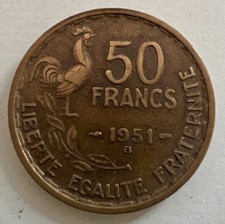 50
FRANCS
1951
B
LIBERTE EGALITE FRATERNITE